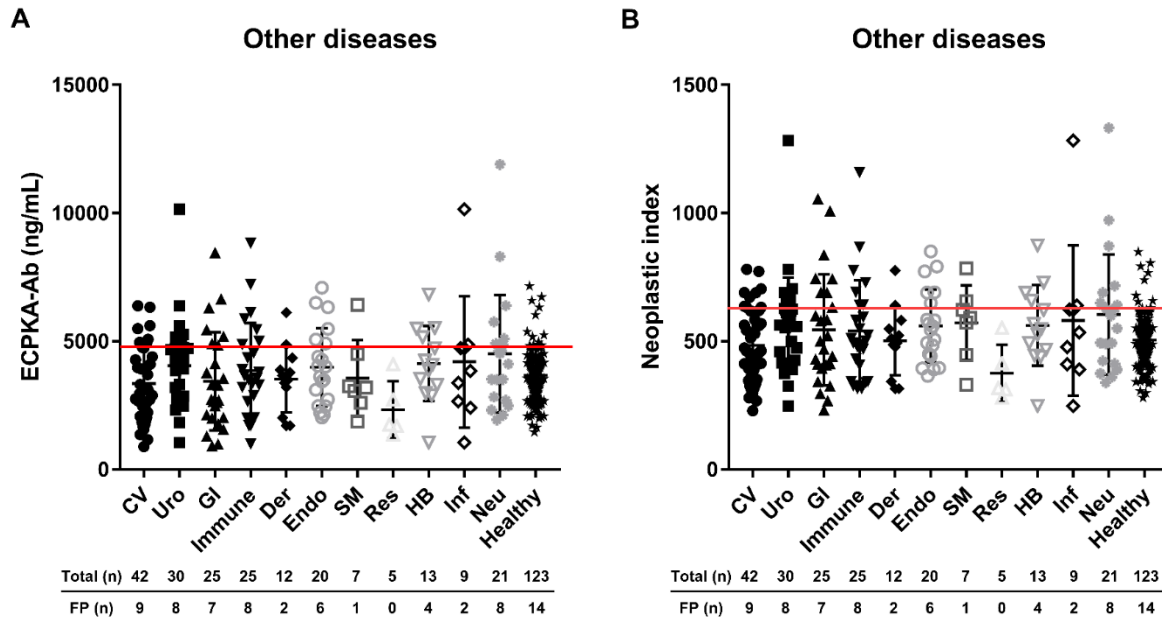 A
Other diseases
ECPKA-Ab (ng/mL)
15000
10000
5000
0
CV Uro GI Immune Der Endo SM Res HB Inf Neu Healthy
Total (n) 42 30 25 25 12 20 7 5 13 9 21 123
FP (n) 9 8 7 8 2 6 1 0 4 2 8 14
B
Other diseases
Neoplastic index
1500
1000
500
0
CV Uro GI Immune Der Endo SM Res HB Inf Neu Healthy
Total (n) 42 30 25 25 12 20 7 5 13 9 21 123
FP (n) 9 8 7 8 2 6 1 0 4 2 8 14